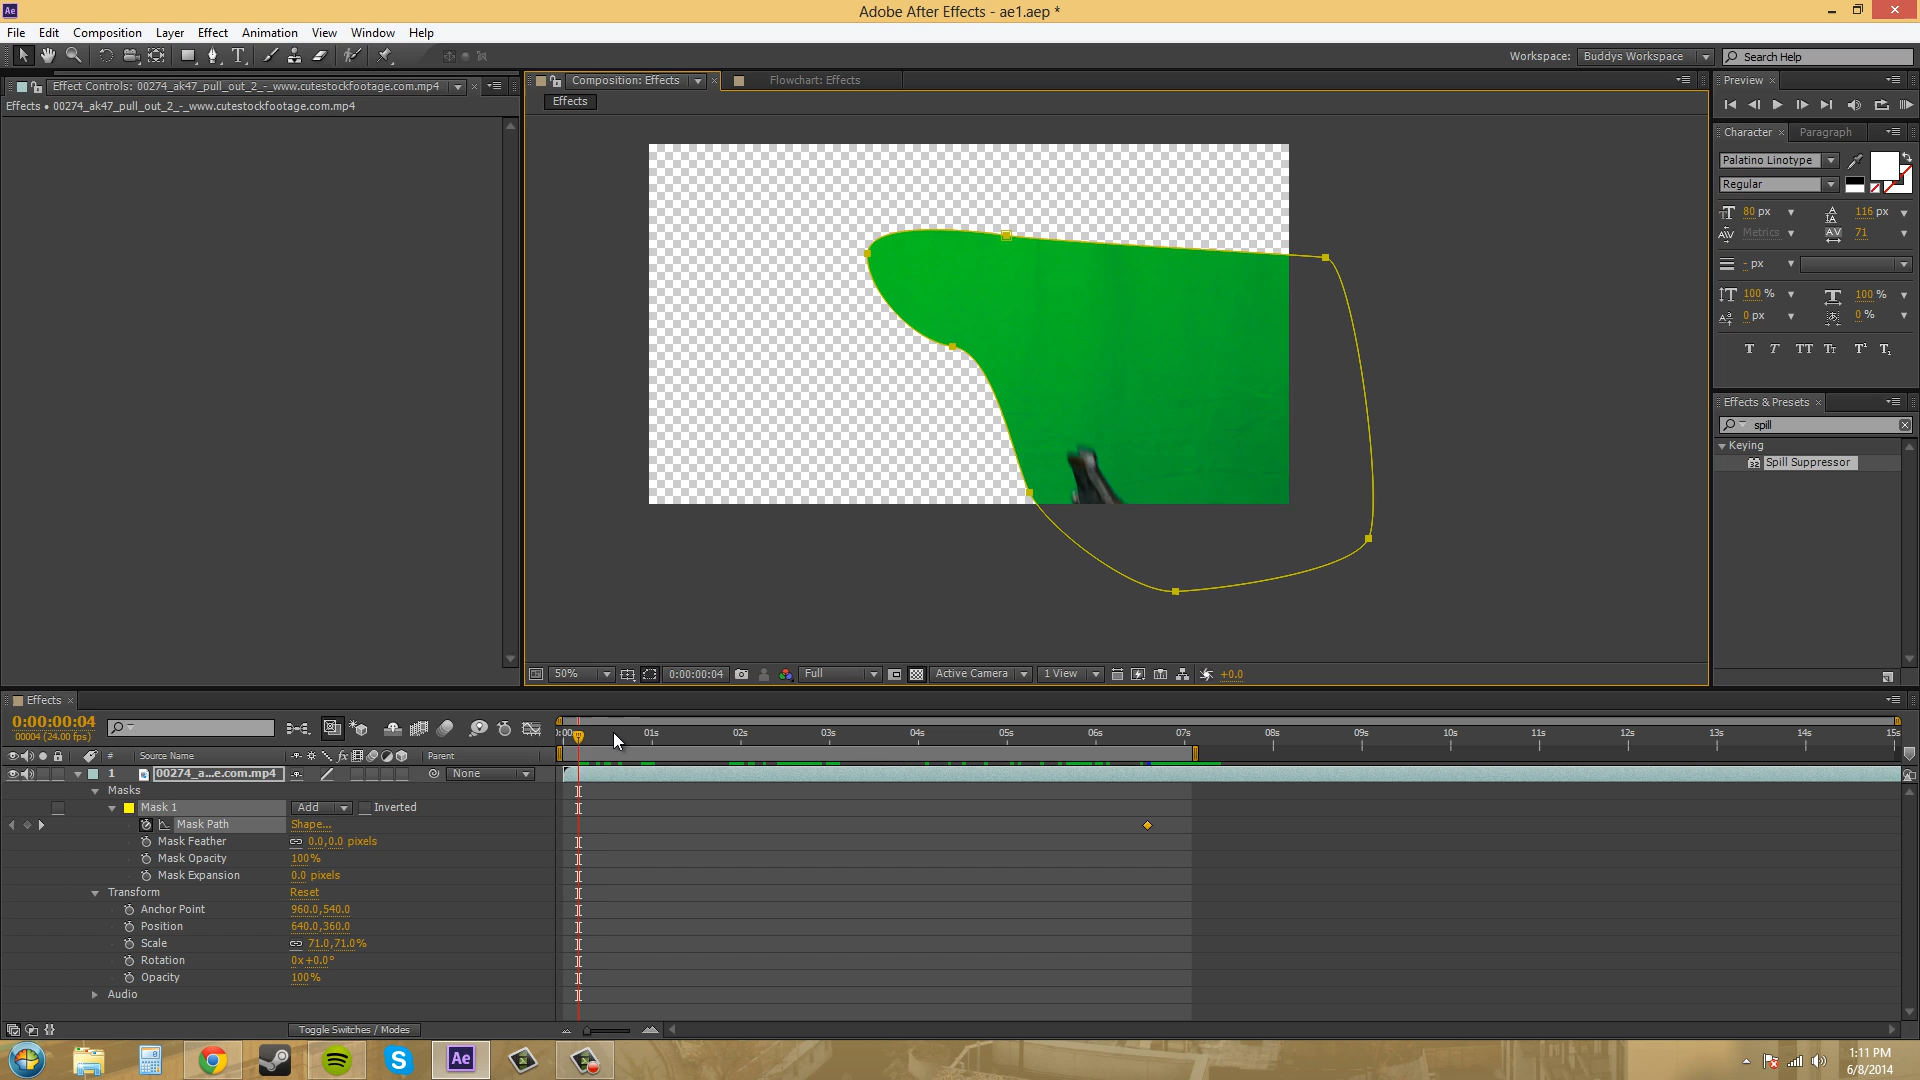 Ae
Adobe After Effects - ae1.aep *
File Edit Composition Layer Effect Animation View Window Help
Workspace: Buddys Workspace Search Help
Effect Controls: 00274_ak47_pull_out_2_-_www.cutestockfootage.com.mp4
Composition: Effects Flowchart: Effects
Preview
Effects • 00274_ak47_pull_out_2_-_www.cutestockfootage.com.mp4
Effects
Character Paragraph
Palatino Linotype
Regular
80 px 116 px
Metrics 71
- px
100 % 100 %
0 px 0 %
T T TT Tt T¹ T₁
Effects & Presets
spill
Keying
32 Spill Suppressor
50% 0:00:00:04 Full Active Camera 1 View +0.0
Effects
0:00:00:04
00004 (24.00 fps)
01s 02s 03s 04s 05s 06s 07s 08s 09s 10s 11s 12s 13s 14s 15s
# Source Name fx Parent
1 00274_a...e.com.mp4 None
Masks
Mask 1 Add Inverted
Mask Path Shape...
Mask Feather 0.0,0.0 pixels
Mask Opacity 100%
Mask Expansion 0.0 pixels
Transform Reset
Anchor Point 960.0,540.0
Position 640.0,360.0
Scale 71.0,71.0%
Rotation 0x+0.0°
Opacity 100%
Audio
Toggle Switches / Modes
Ae
1:11 PM
6/8/2014